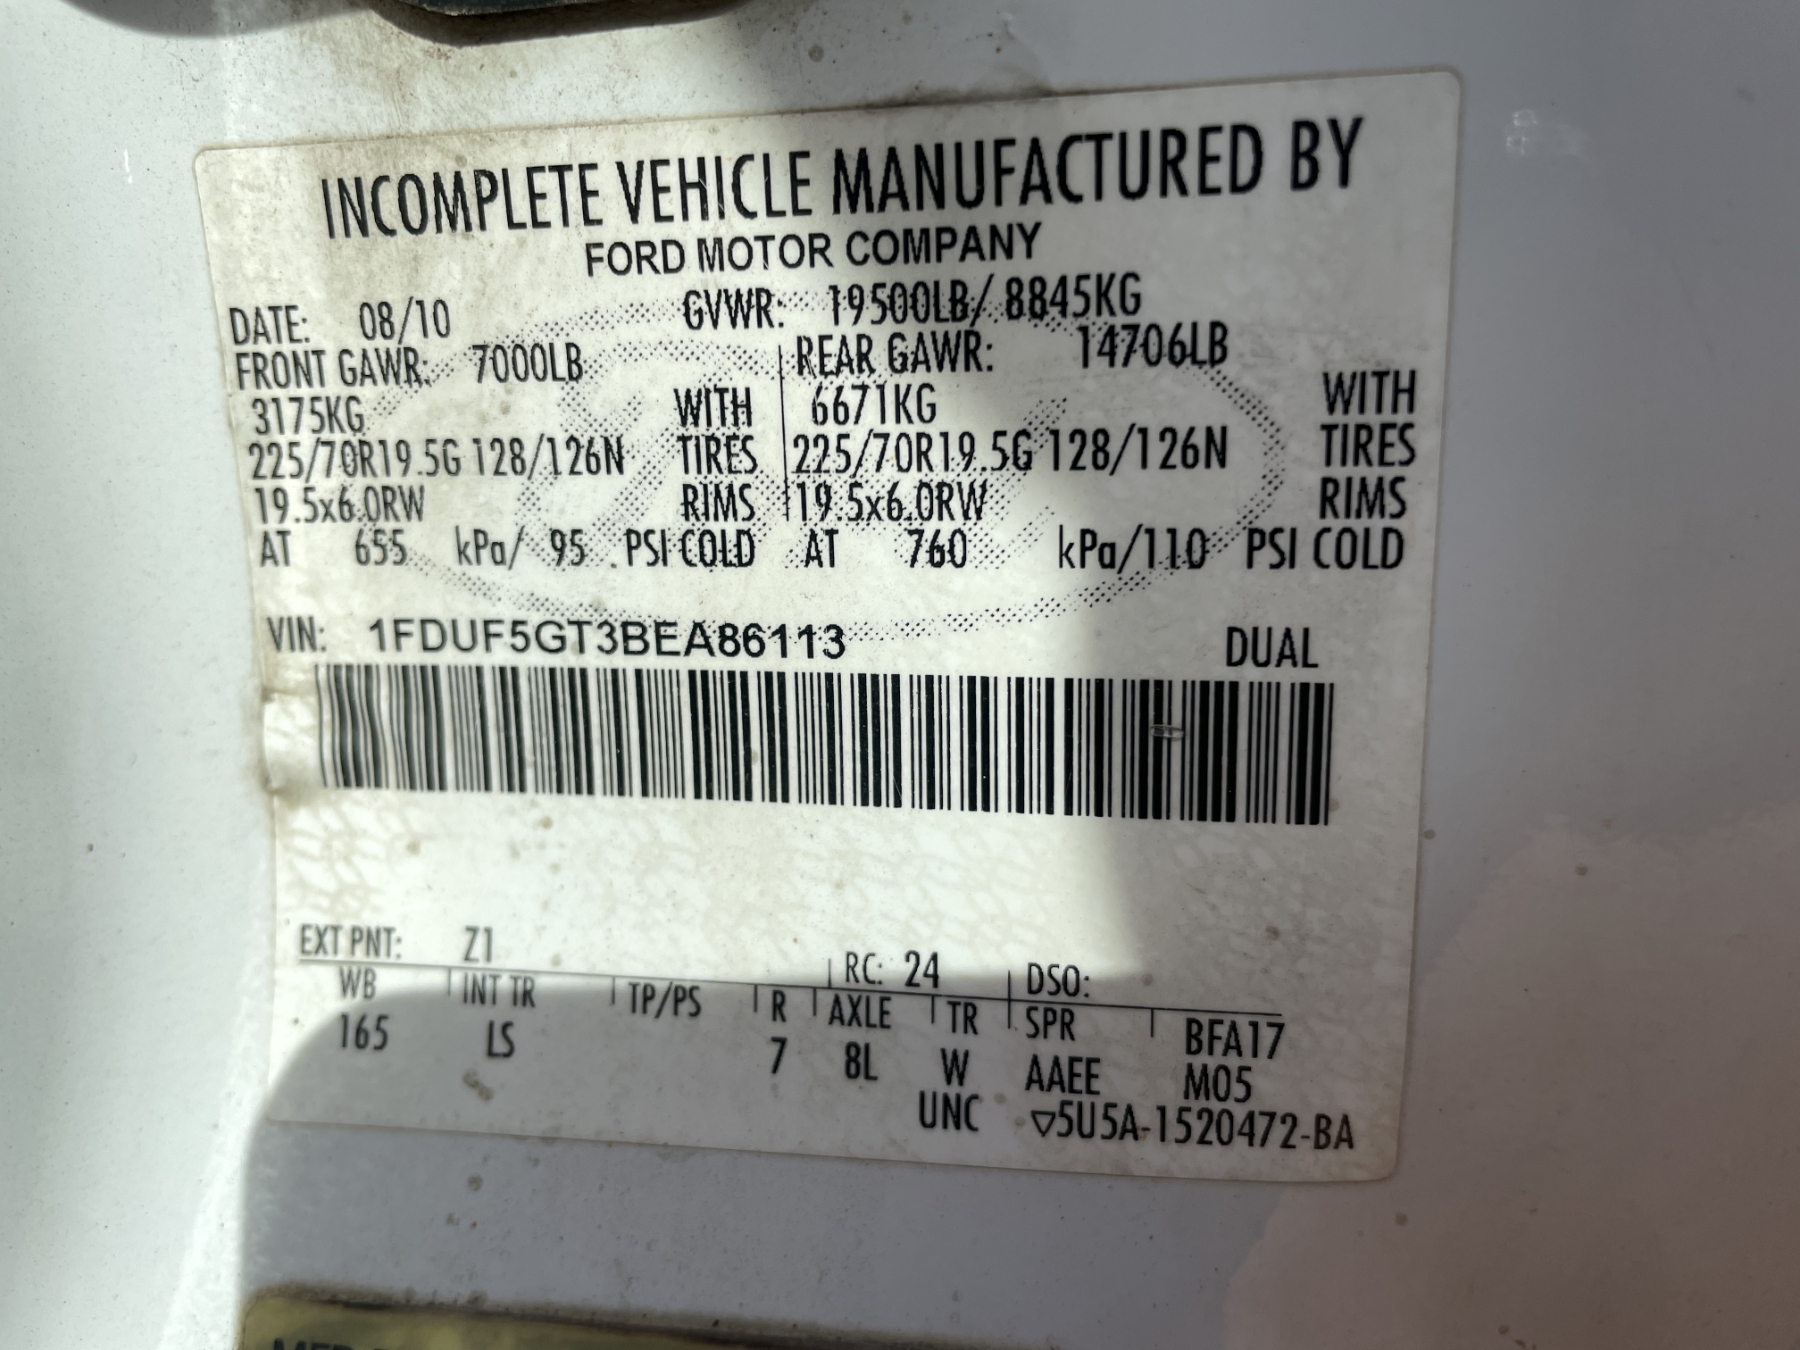 INCOMPLETE VEHICLE MANUFACTURED BY
FORD MOTOR COMPANY
DATE: 08/10 GVWR: 19500LB/ 8845KG
FRONT GAWR: 7000LB REAR GAWR: 14706LB
3175KG WITH 6671KG WITH
225/70R19.5G 128/126N TIRES 225/70R19.5G 128/126N TIRES
19.5x6.0RW RIMS 19.5x6.0RW RIMS
AT 655 kPa/ 95 PSI COLD AT 760 kPa/110 PSI COLD
VIN: 1FDUF5GT3BEA86113 DUAL
EXT PNT: Z1 RC: 24 DSO:
WB INT TR TP/PS R AXLE TR SPR BFA17
165 LS 7 8L W AAEE M05
UNC ▽5U5A-1520472-BA